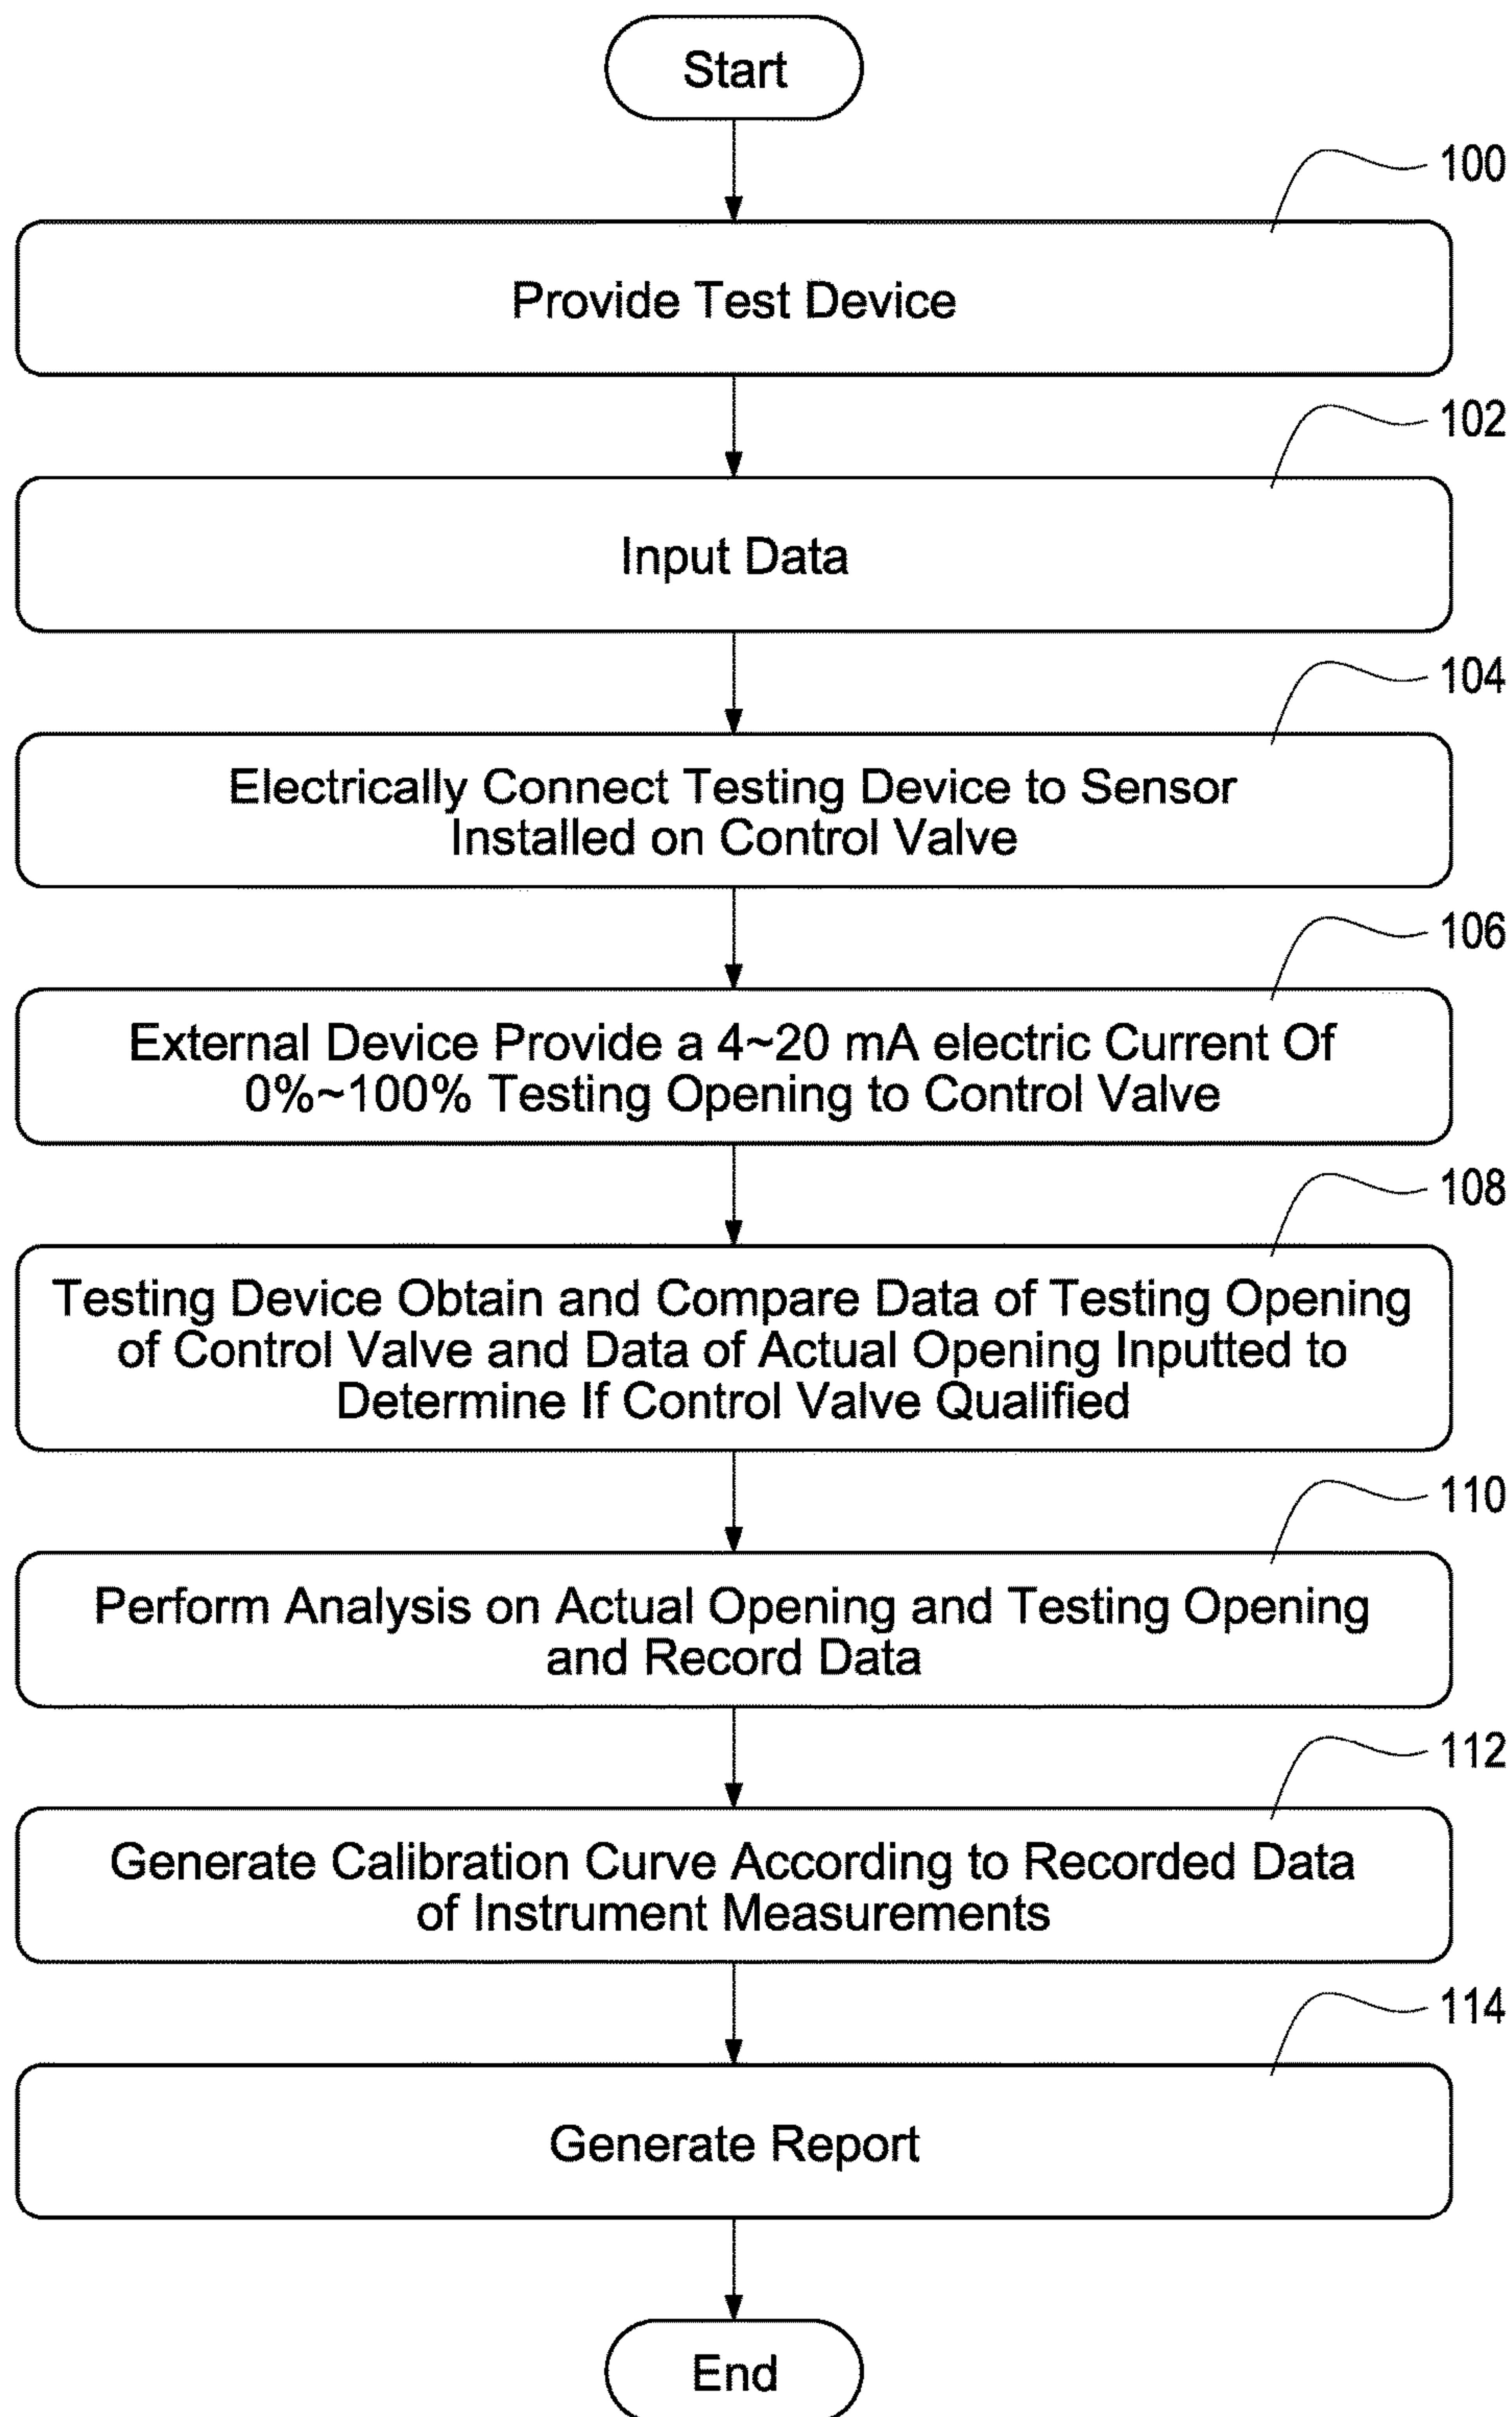 Start
100
Provide Test Device
102
Input Data
104
Electrically Connect Testing Device to Sensor
Installed on Control Valve
106
External Device Provide a 4~20 mA electric Current Of
0%~100% Testing Opening to Control Valve
108
Testing Device Obtain and Compare Data of Testing Opening
of Control Valve and Data of Actual Opening Inputted to
Determine If Control Valve Qualified
110
Perform Analysis on Actual Opening and Testing Opening
and Record Data
112
Generate Calibration Curve According to Recorded Data
of Instrument Measurements
114
Generate Report
End